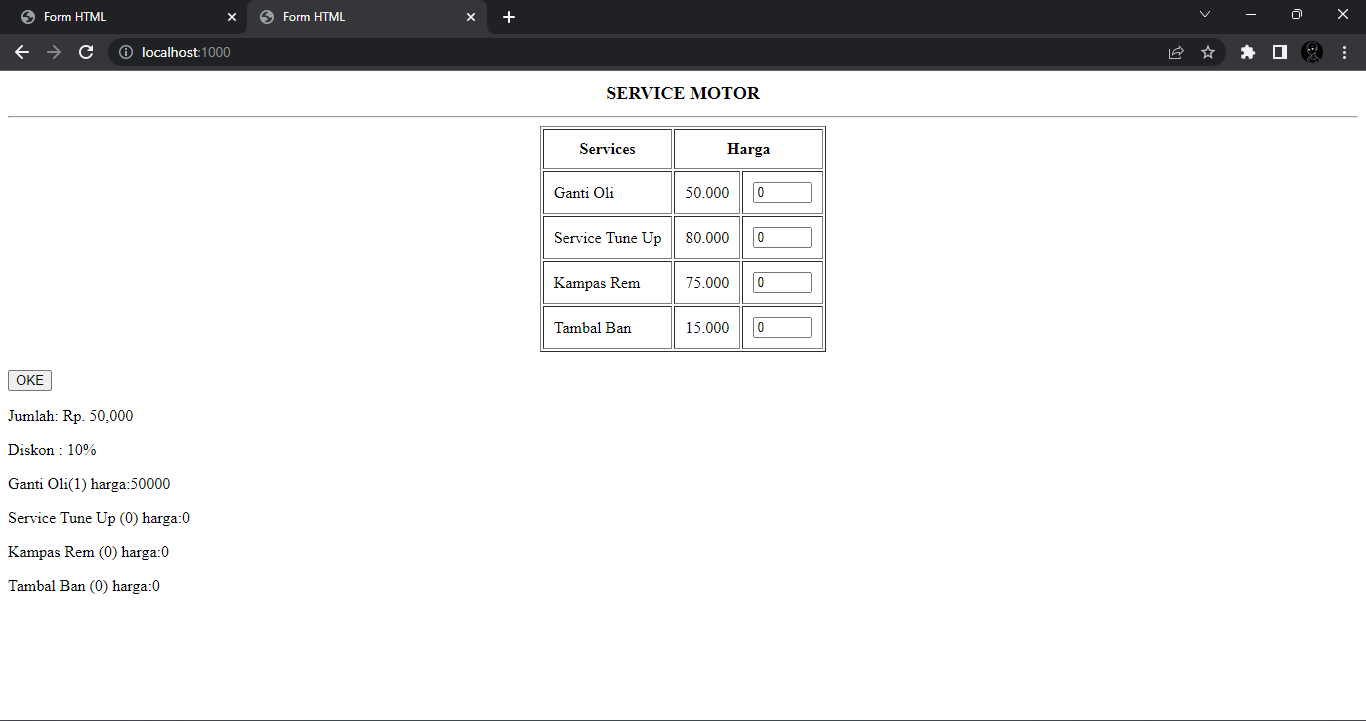 Form HTML
Form HTML
localhost:1000
SERVICE MOTOR
Services Harga
Ganti Oli 50.000 0
Service Tune Up 80.000 0
Kampas Rem 75.000 0
Tambal Ban 15.000 0
OKE
Jumlah: Rp. 50,000
Diskon : 10%
Ganti Oli(1) harga:50000
Service Tune Up (0) harga:0
Kampas Rem (0) harga:0
Tambal Ban (0) harga:0